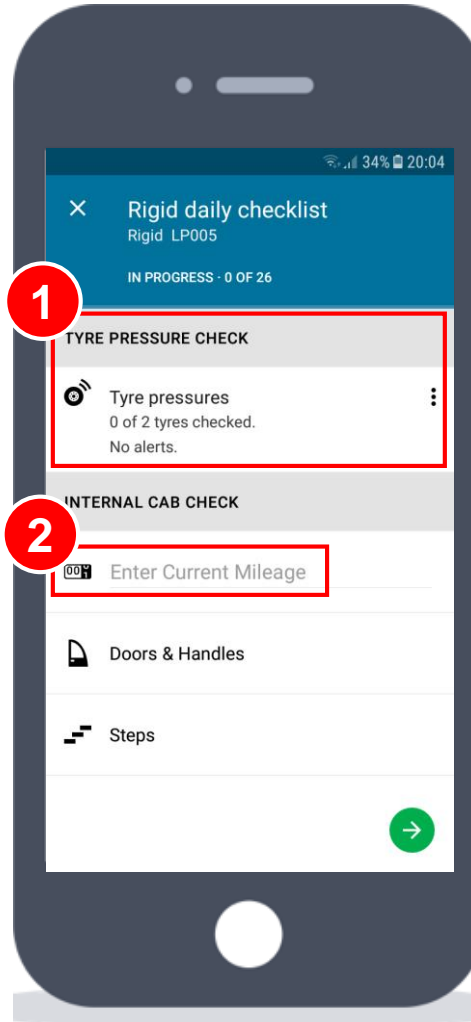 34% 20:04
Rigid daily checklist
Rigid LP005
IN PROGRESS - 0 OF 26
1
TYRE PRESSURE CHECK
Tyre pressures
0 of 2 tyres checked.
No alerts.
INTERNAL CAB CHECK
2
Enter Current Mileage
Doors & Handles
Steps